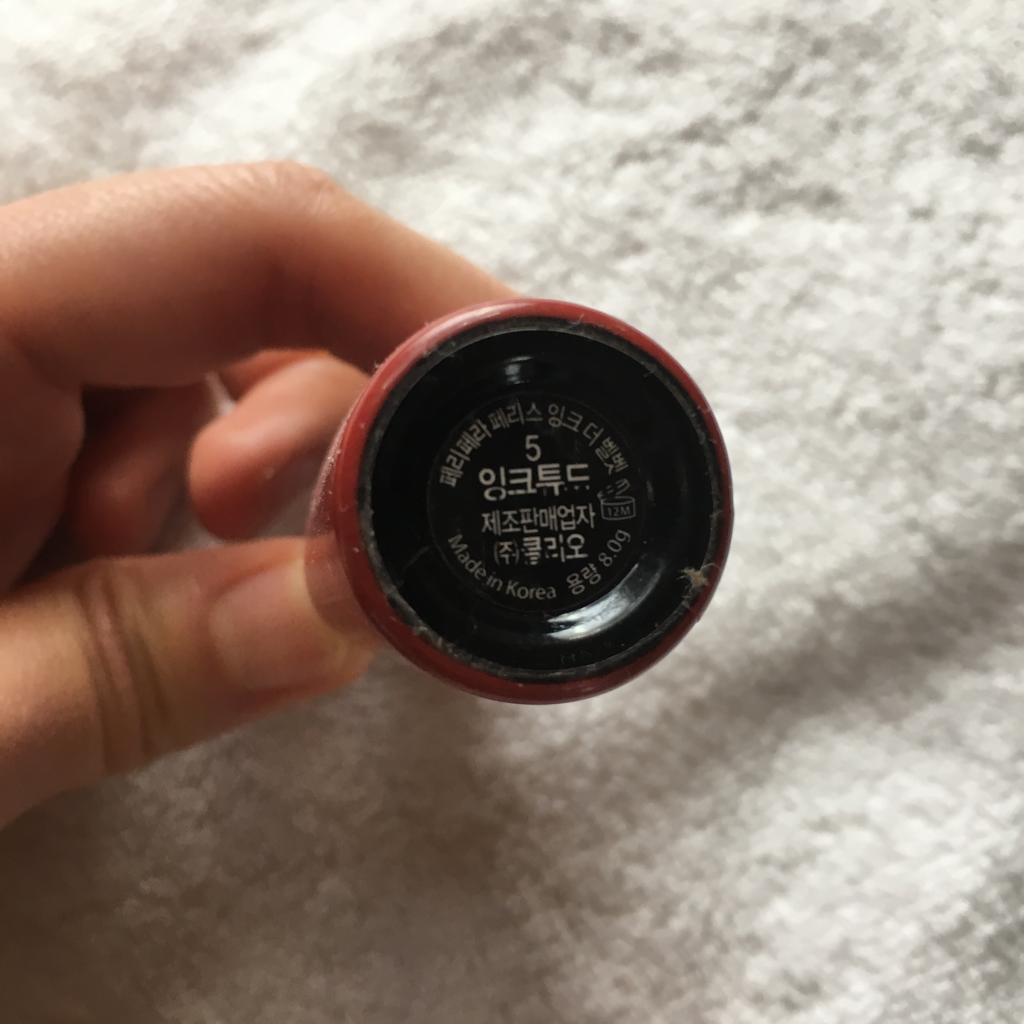 페리페라 페리스 잉크 더 벨벳
5
잉크투드
12M
제조판매업자
(주)클리오
Made in Korea 용량 8.0g